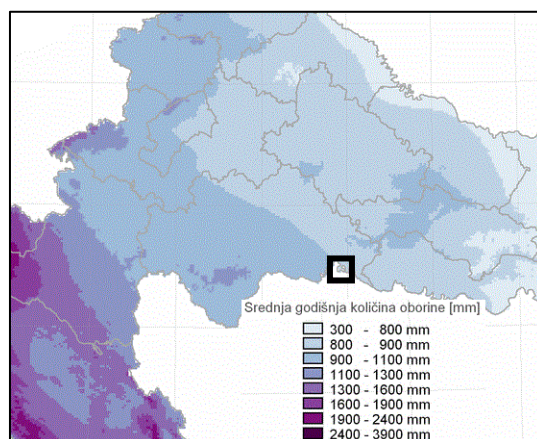 Srednja godišnja količina oborine [mm]
300 - 800 mm
800 - 900 mm
900 - 1100 mm
1100 - 1300 mm
1300 - 1600 mm
1600 - 1900 mm
1900 - 2400 mm
2400 - 3900 mm